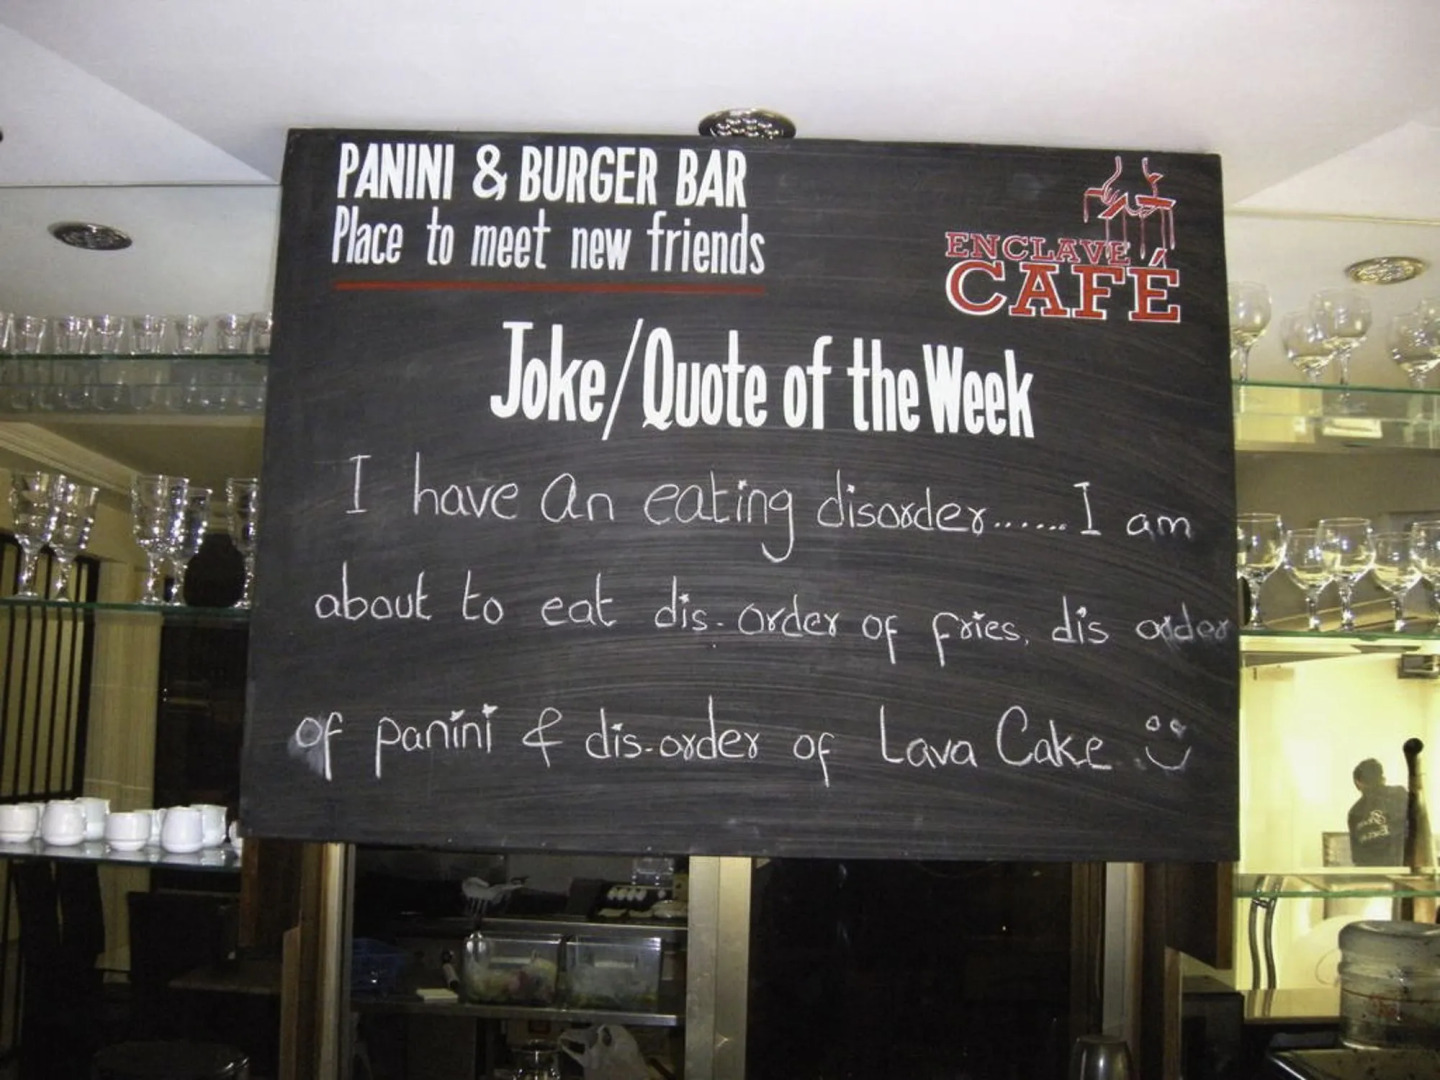 PANINI & BURGER BAR
Place to meet new friends
ENCLAVE
CAFÉ
Joke/Quote of the Week
I have an eating disorder...... I am
about to eat dis-order of fries, dis order
of panini & dis-order of Lava Cake